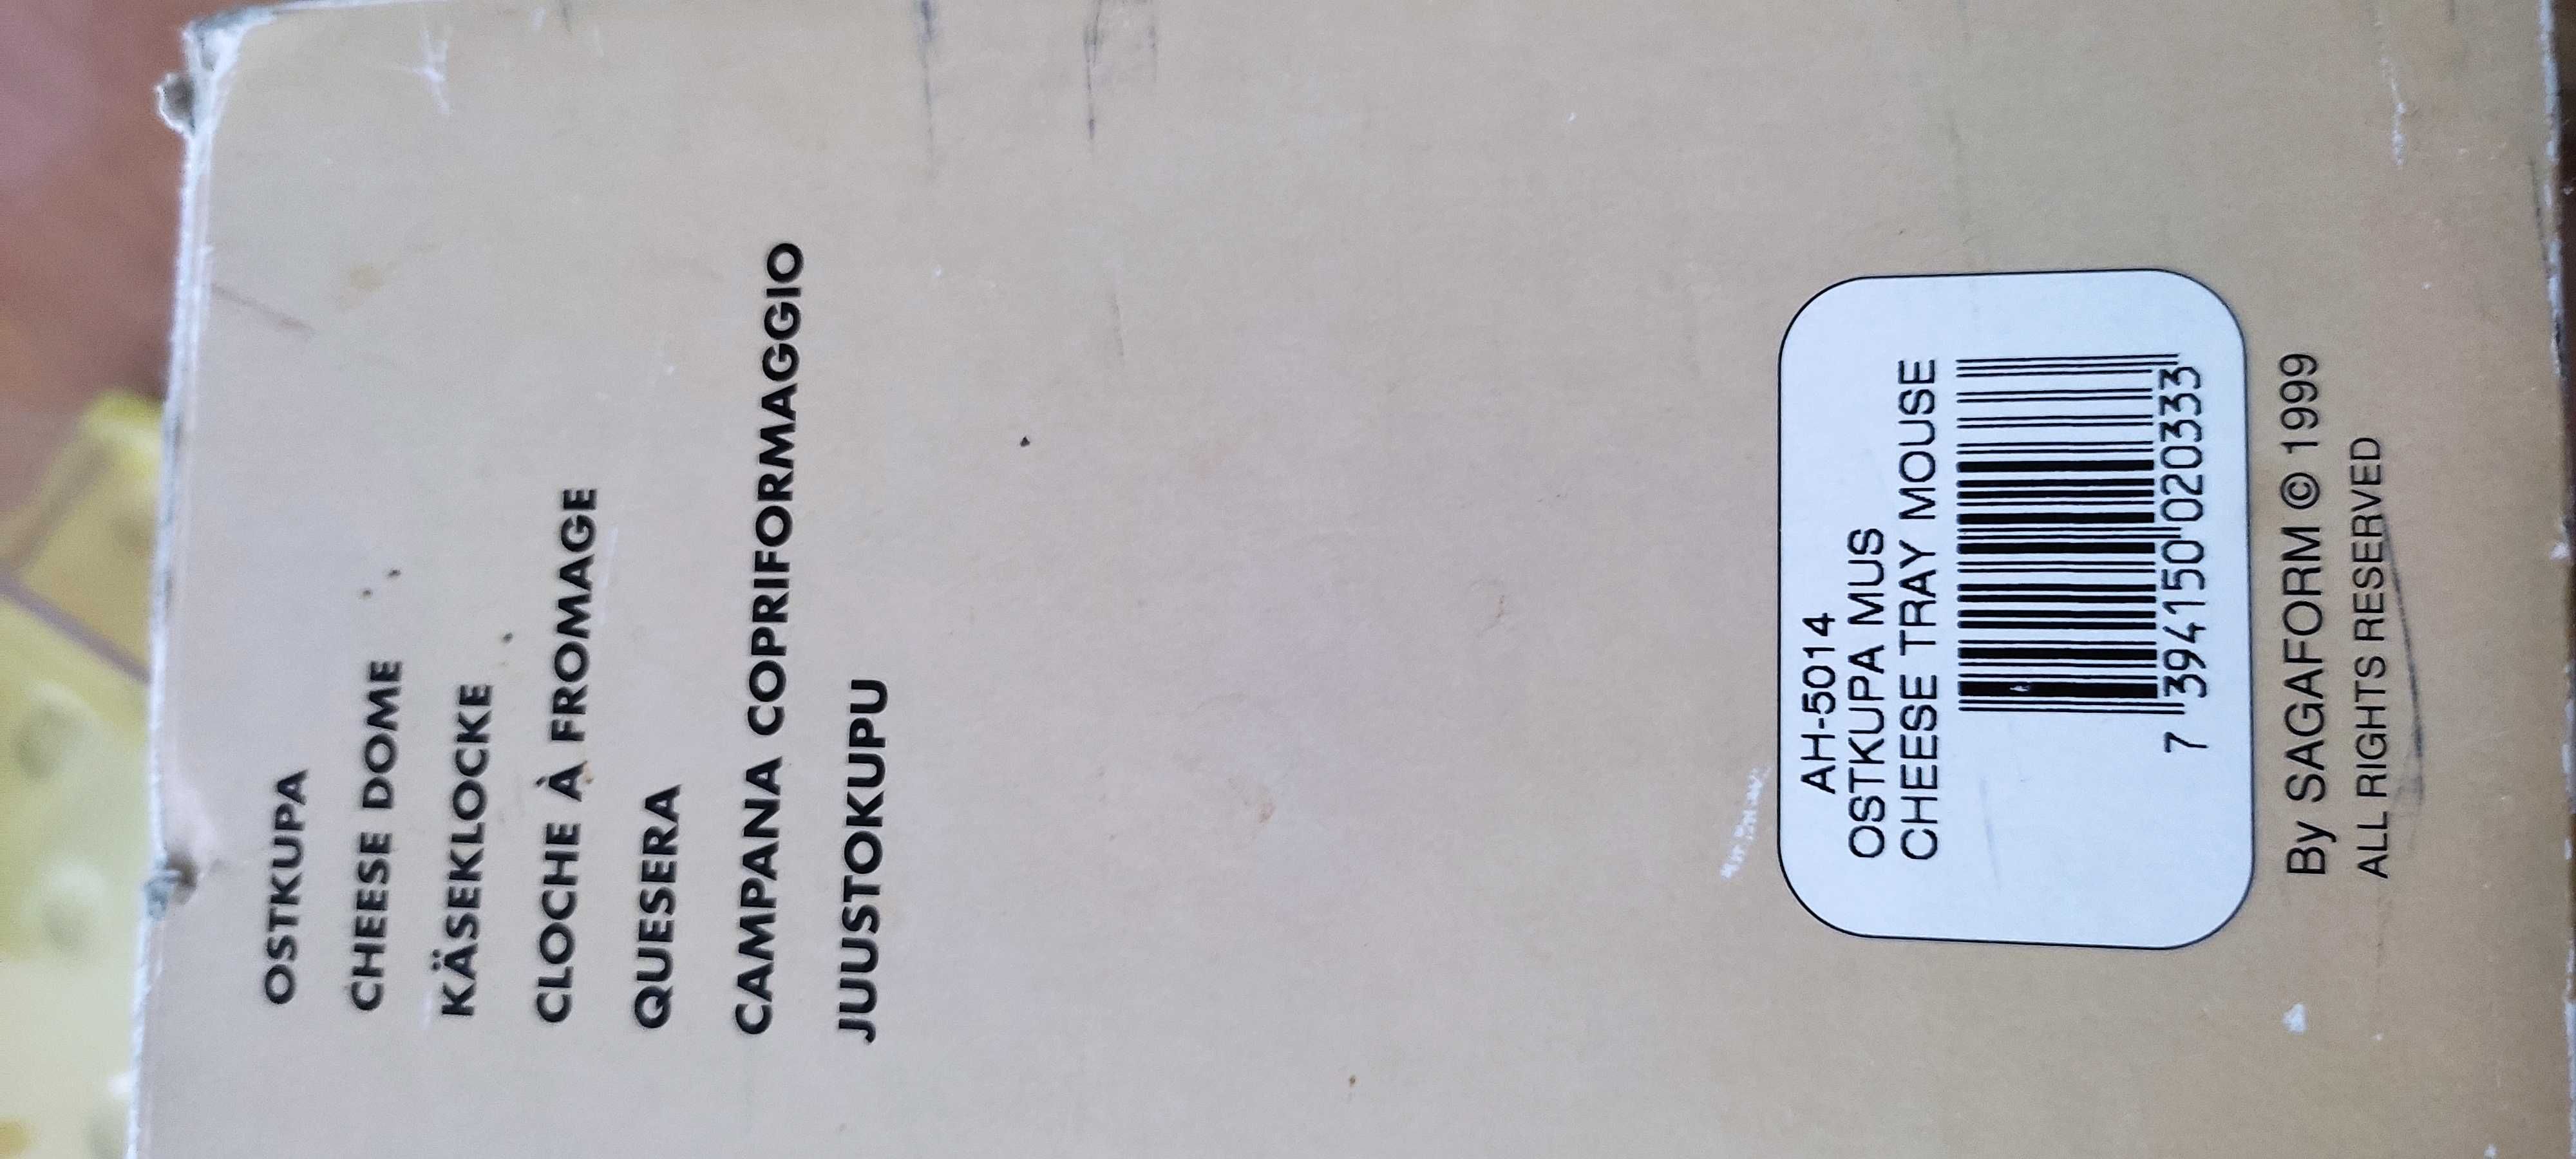 OSTKUPA
CHEESE DOME
KÄSEKLOCKE
CLOCHE À FROMAGE
QUESERA
CAMPANA COPRIFORMAGGIO
JUUSTOKUPU
AH-5014
OSTKUPA MUS
CHEESE TRAY MOUSE
7 394150 020333
By SAGAFORM © 1999
ALL RIGHTS RESERVED